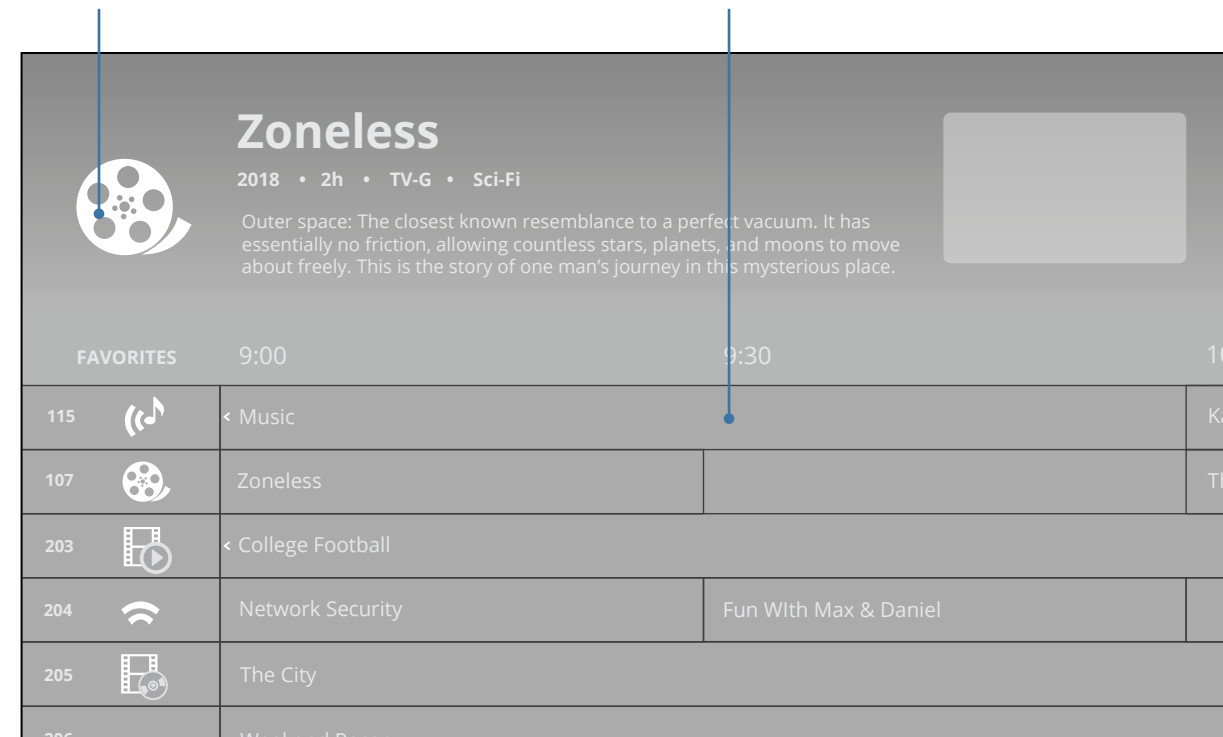 Zoneless
2018 • 2h • TV-G • Sci-Fi
Outer space: The closest known resemblance to a perfect vacuum. It has
essentially no friction, allowing countless stars, planets, and moons to move
about freely. This is the story of one man's journey in this mysterious place.
FAVORITES 9:00 9:30
115 < Music
107 Zoneless
203 < College Football
204 Network Security Fun WIth Max & Daniel
205 The City